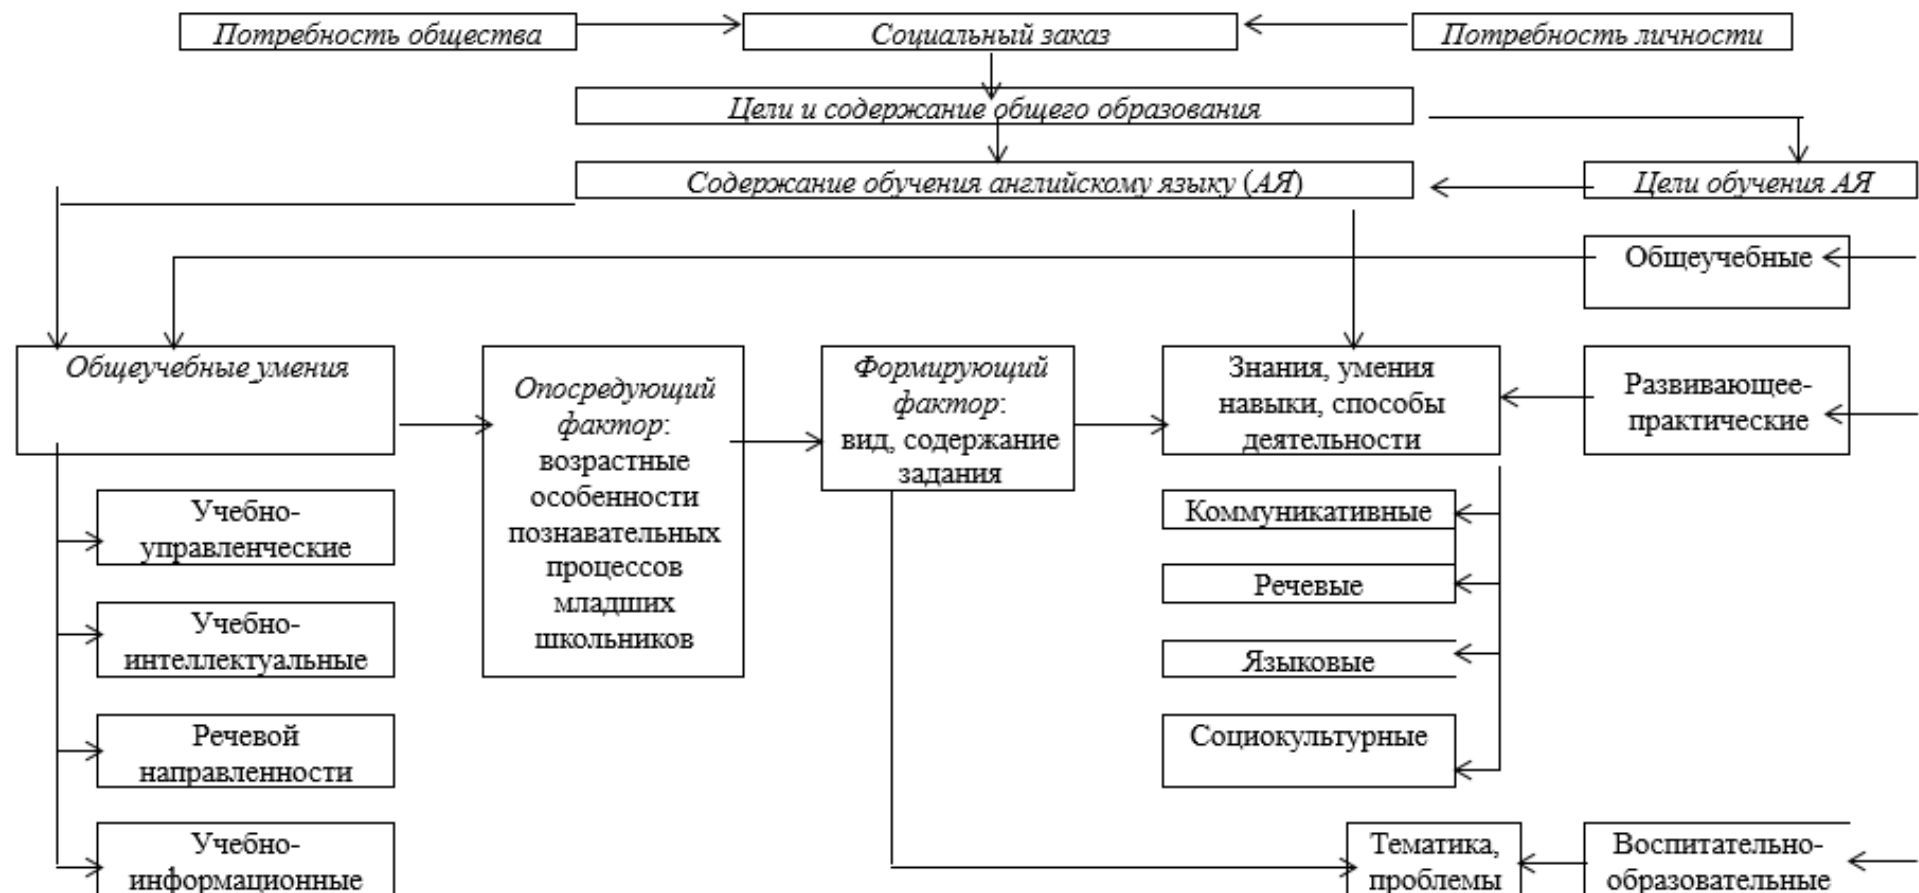 Потребность общества
Социальный заказ
Потребность личности
Цели и содержание общего образования
Содержание обучения английскому языку (АЯ)
Цели обучения АЯ
Общеучебные
Общеучебные умения
Опосредующий
фактор:
возрастные
особенности
познавательных
процессов
младших
школьников
Формирующий
фактор:
вид, содержание
задания
Знания, умения
навыки, способы
деятельности
Развивающее-
практические
Учебно-
управленческие
Учебно-
интеллектуальные
Речевой
направленности
Учебно-
информационные
Коммуникативные
Речевые
Языковые
Социокультурные
Тематика,
проблемы
Воспитательно-
образовательные